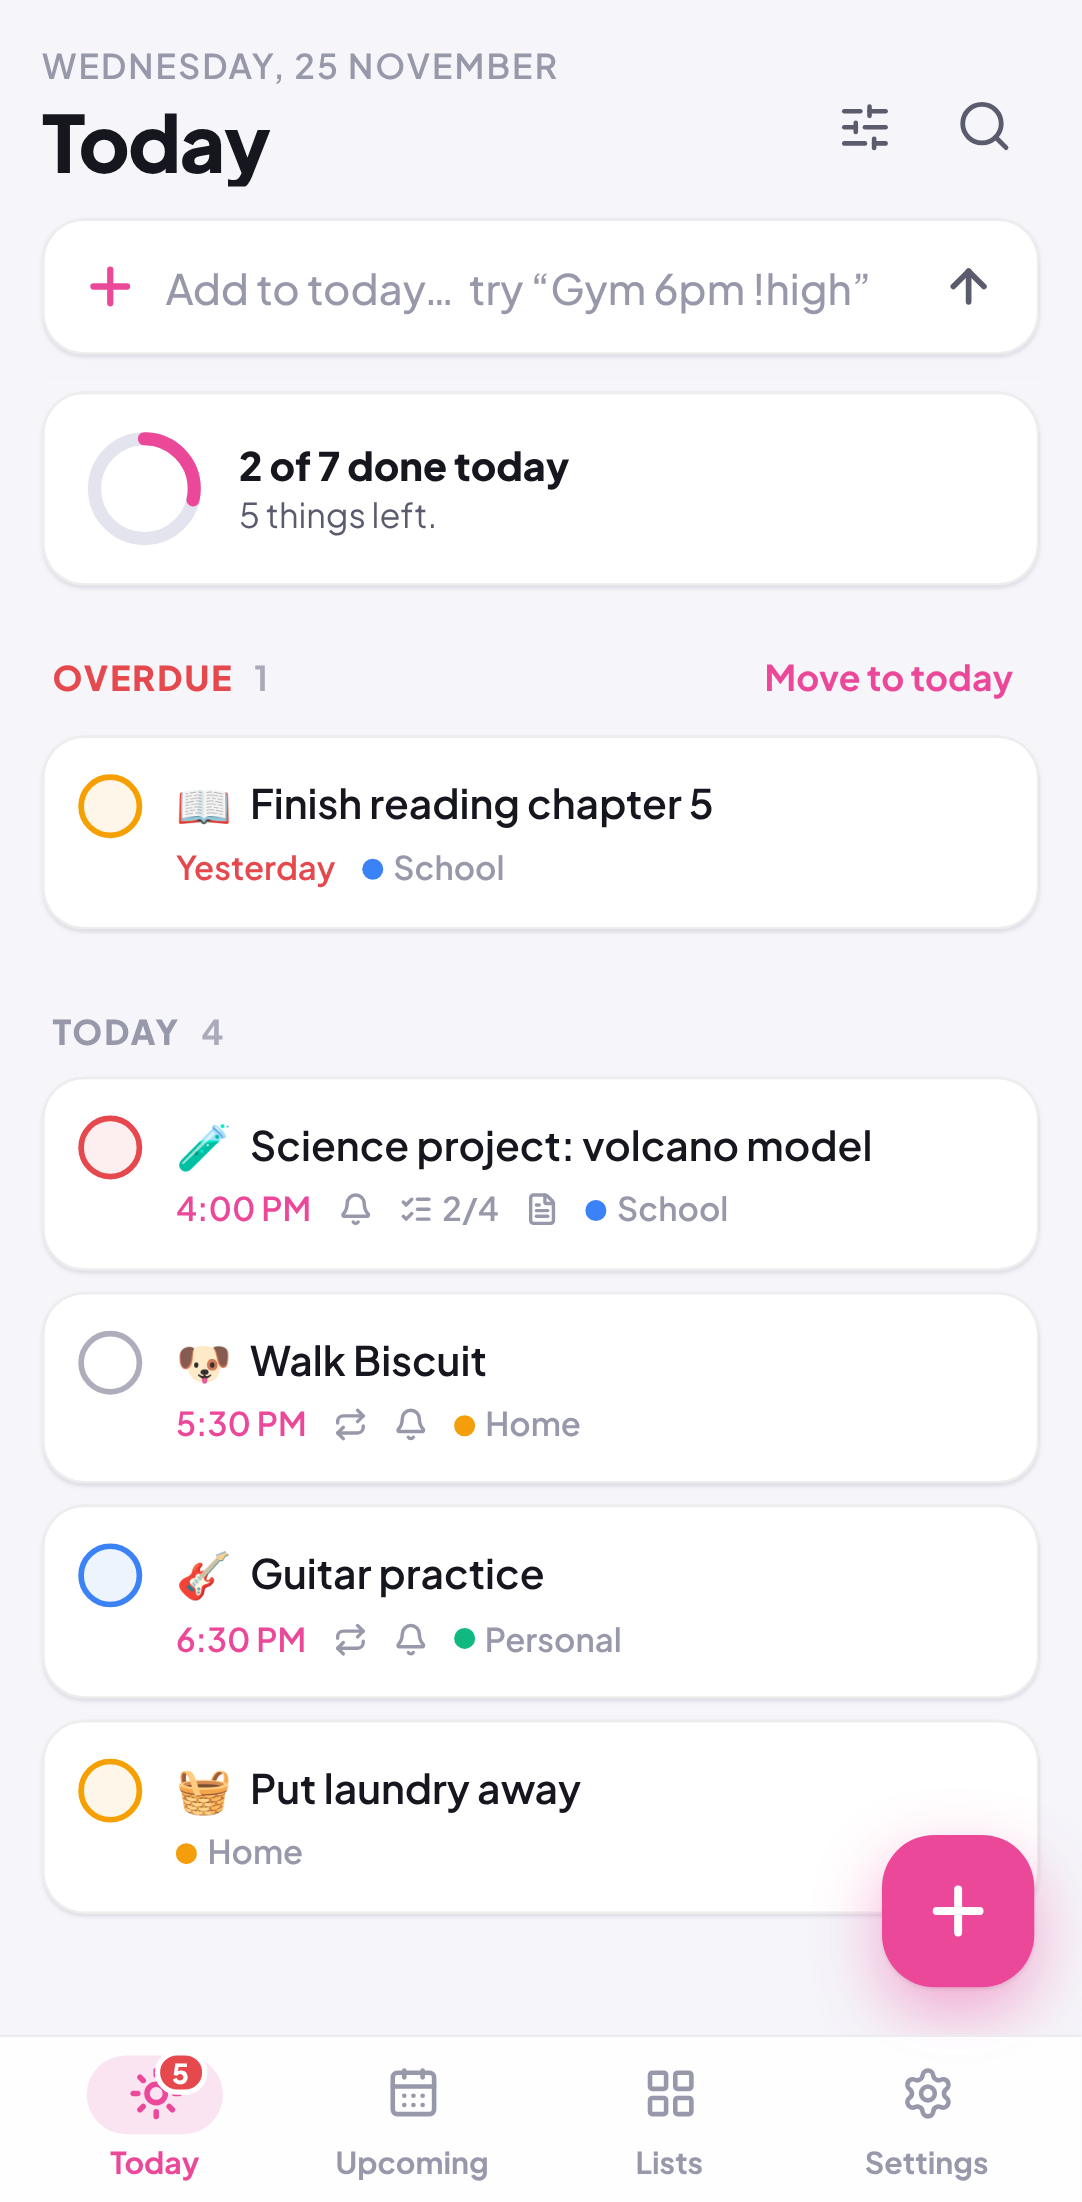 WEDNESDAY, 25 NOVEMBER
Today
Add to today… try “Gym 6pm !high”
2 of 7 done today
5 things left.
OVERDUE 1
Move to today
Finish reading chapter 5
Yesterday School
TODAY 4
Science project: volcano model
4:00 PM 2/4 School
Walk Biscuit
5:30 PM Home
Guitar practice
6:30 PM Personal
Put laundry away
Home
5
Today Upcoming Lists Settings